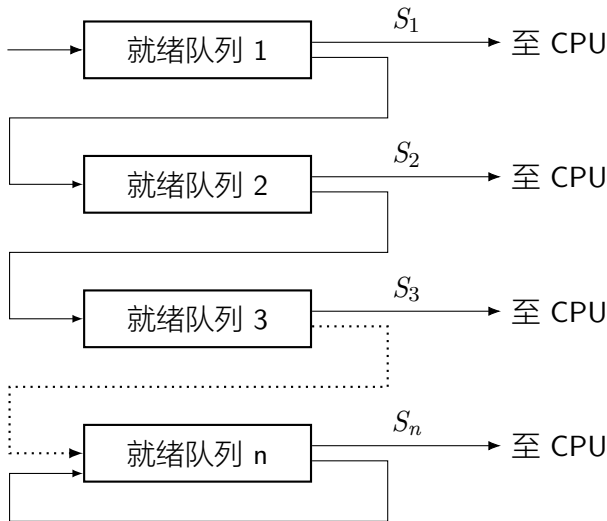 S₁
就绪队列 1 至 CPU
S₂
就绪队列 2 至 CPU
S₃
就绪队列 3 至 CPU
Sₙ
就绪队列 n 至 CPU